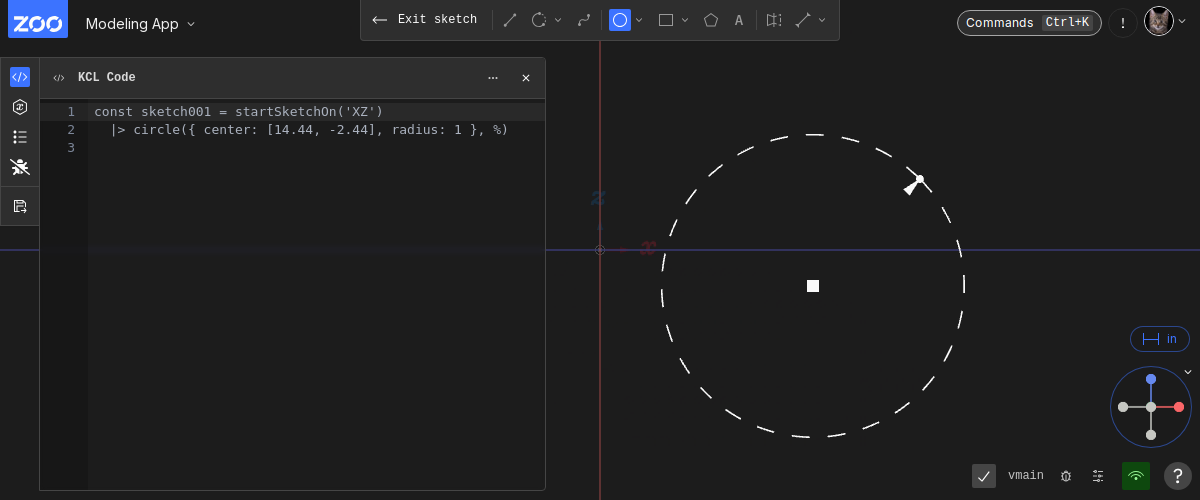 ZOO
Modeling App
Exit sketch
A
Commands Ctrl+K
!
KCL Code
1 const sketch001 = startSketchOn('XZ')
2 |> circle({ center: [14.44, -2.44], radius: 1 }, %)
3
z
x
in
vmain
?